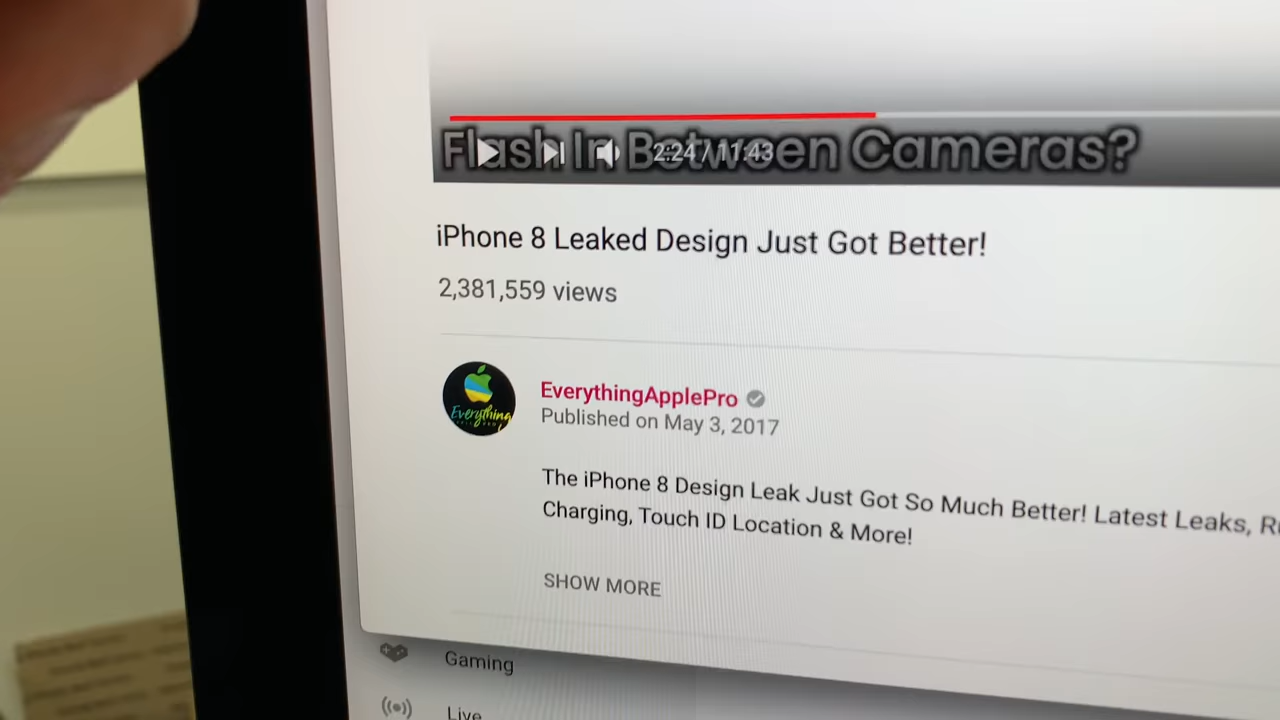 Flash In Between Cameras?
2:24 / 11:43
iPhone 8 Leaked Design Just Got Better!
2,381,559 views
Everything
EverythingApplePro
Published on May 3, 2017
The iPhone 8 Design Leak Just Got So Much Better! Latest Leaks,
Charging, Touch ID Location & More!
SHOW MORE
Gaming
Live